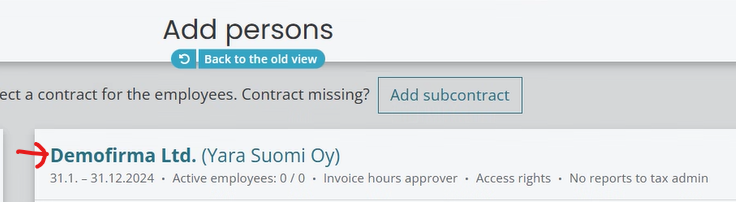 Add persons
Back to the old view
ect a contract for the employees. Contract missing? Add subcontract
Demofirma Ltd. (Yara Suomi Oy)
31.1. – 31.12.2024 • Active employees: 0 / 0 • Invoice hours approver • Access rights • No reports to tax admin